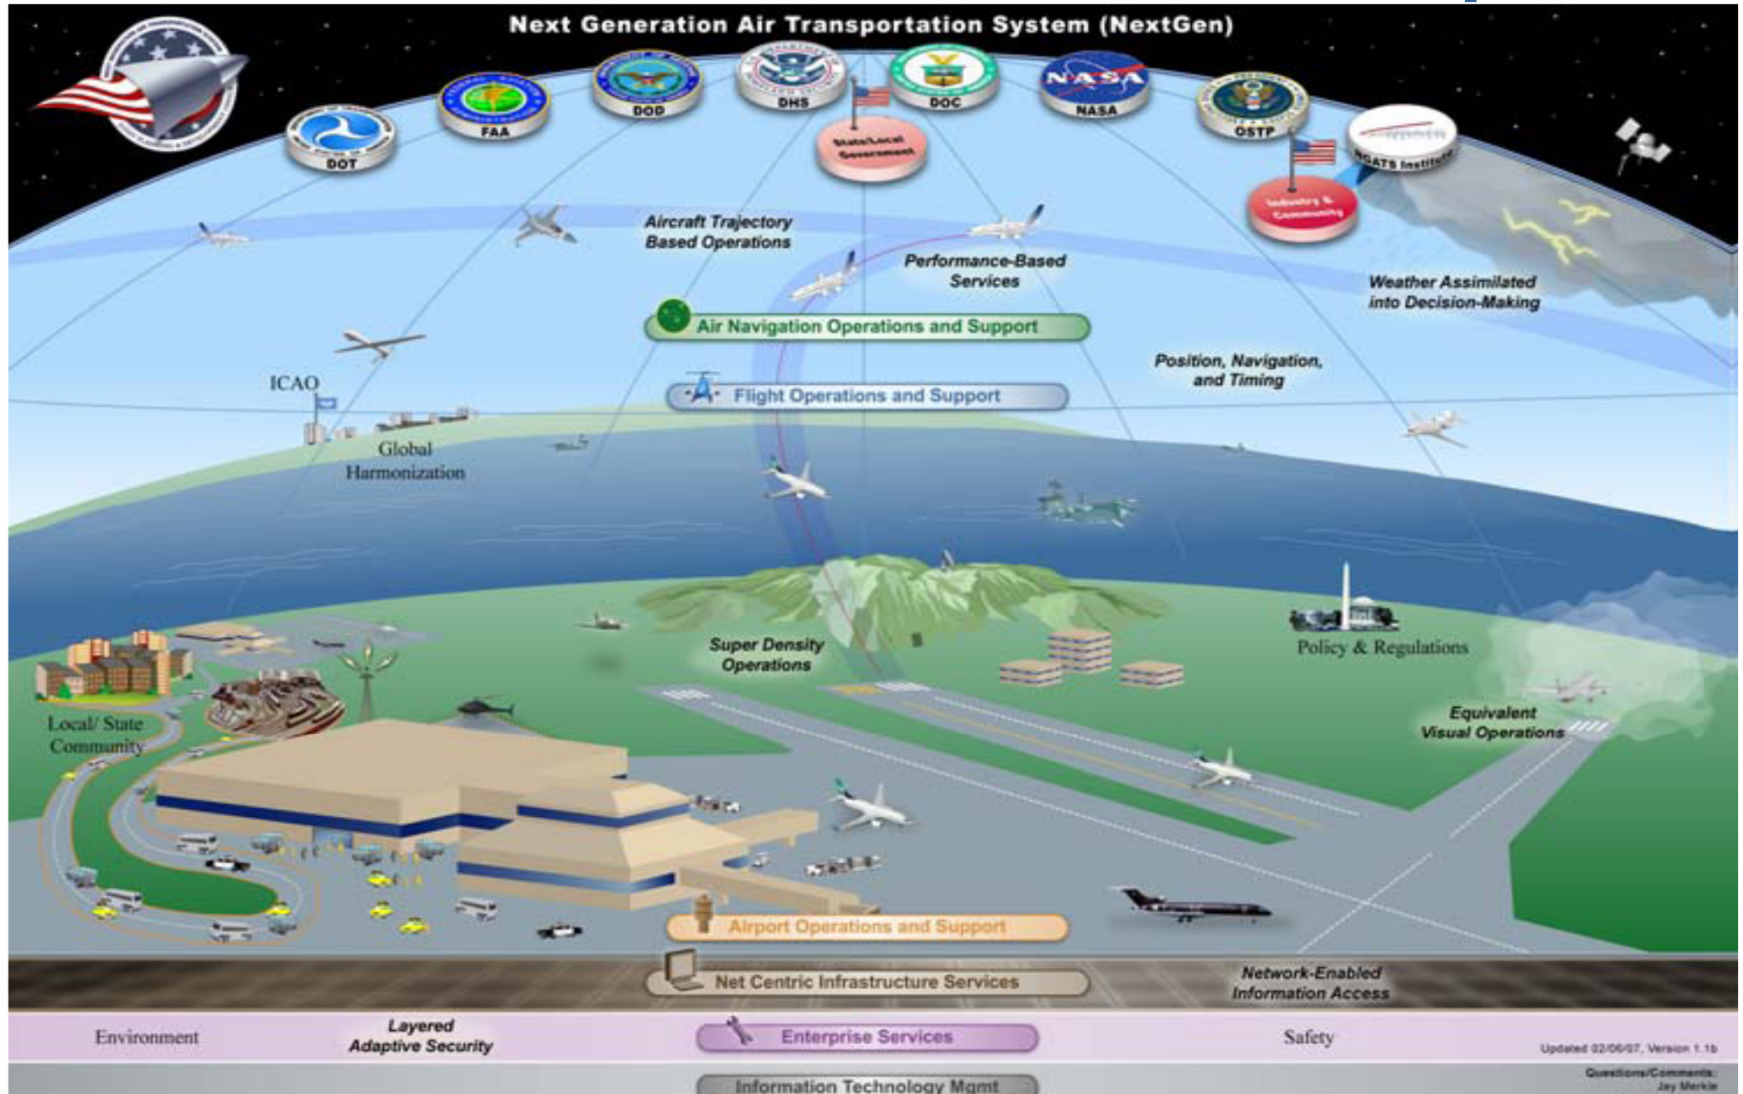 Next Generation Air Transportation System (NextGen)
DOT
FAA
DOD
DHS
DOC
NASA
NASA
OSTP
NGATS Institute
State/Local
Government
Industry &
Community
Aircraft Trajectory
Based Operations
Performance-Based
Services
Weather Assimilated
into Decision-Making
Air Navigation Operations and Support
Position, Navigation,
and Timing
ICAO
Flight Operations and Support
Global
Harmonization
Super Density
Operations
Policy & Regulations
Local/ State
Community
Equivalent
Visual Operations
Airport Operations and Support
Net Centric Infrastructure Services
Network-Enabled
Information Access
Environment
Layered
Adaptive Security
Enterprise Services
Safety
Updated 02/06/07, Version 1.1b
Information Technology Mgmt
Questions/Comments:
Jay Merkle